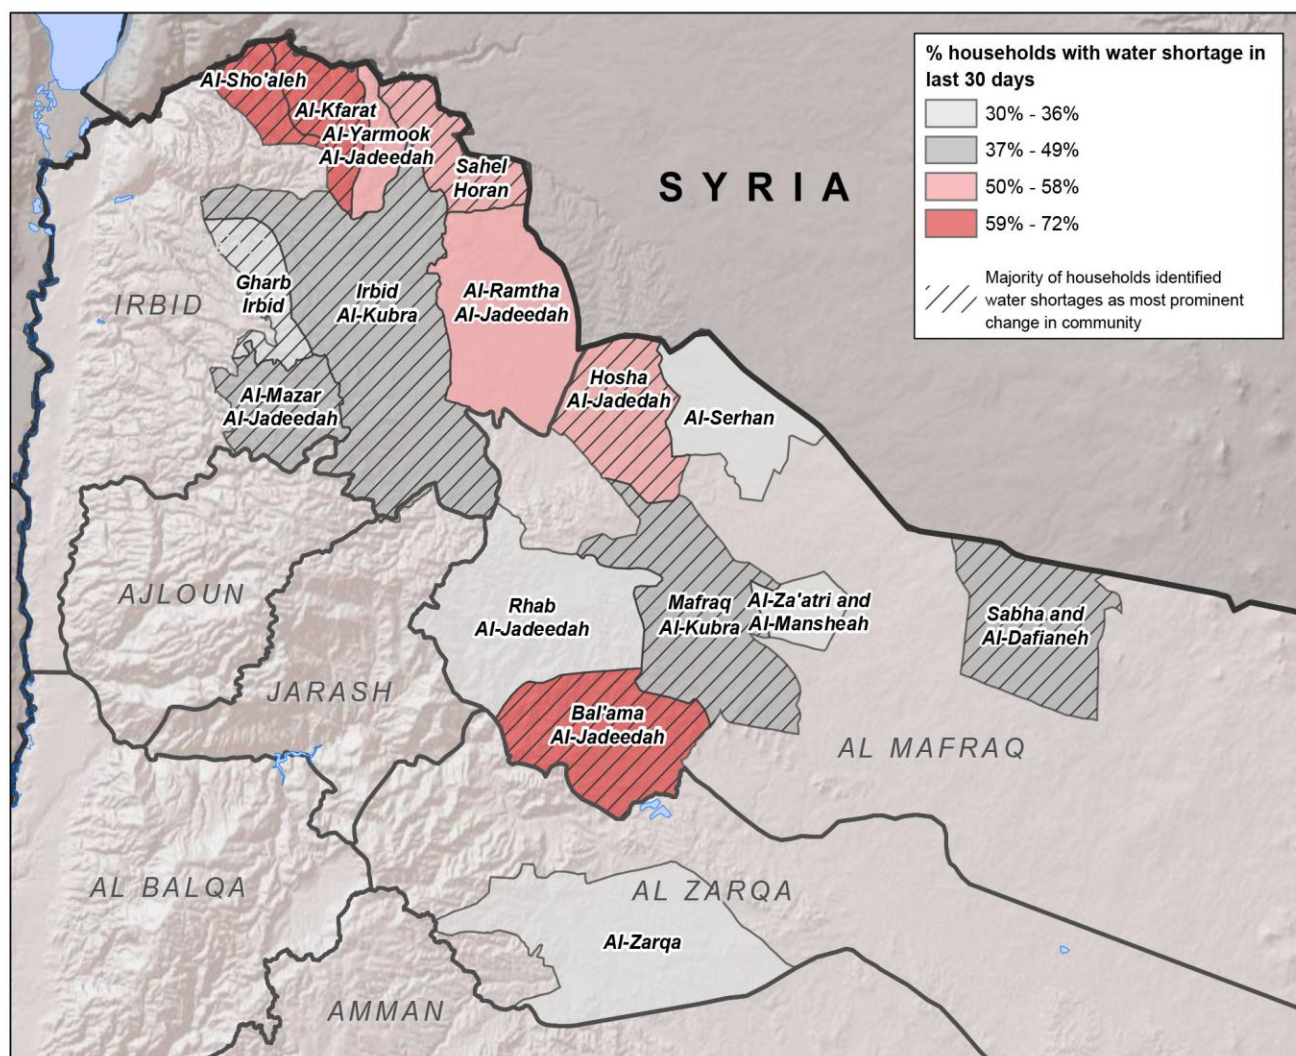 % households with water shortage in
last 30 days
30% - 36%
37% - 49%
50% - 58%
59% - 72%
Majority of households identified
water shortages as most prominent
change in community
SYRIA
Al-Sho'aleh
Al-Kfarat
Al-Yarmook
Al-Jadeedah
Sahel
Horan
Gharb
Irbid
IRBID
Irbid
Al-Kubra
Al-Ramtha
Al-Jadeedah
Al-Mazar
Al-Jadeedah
Hosha
Al-Jadedah
Al-Serhan
AJLOUN
Rhab
Al-Jadeedah
Mafraq
Al-Kubra
Al-Za'atri and
Al-Mansheah
Sabha and
Al-Dafianeh
JARASH
Bal'ama
Al-Jadeedah
AL MAFRAQ
AL BALQA
AL ZARQA
Al-Zarqa
AMMAN